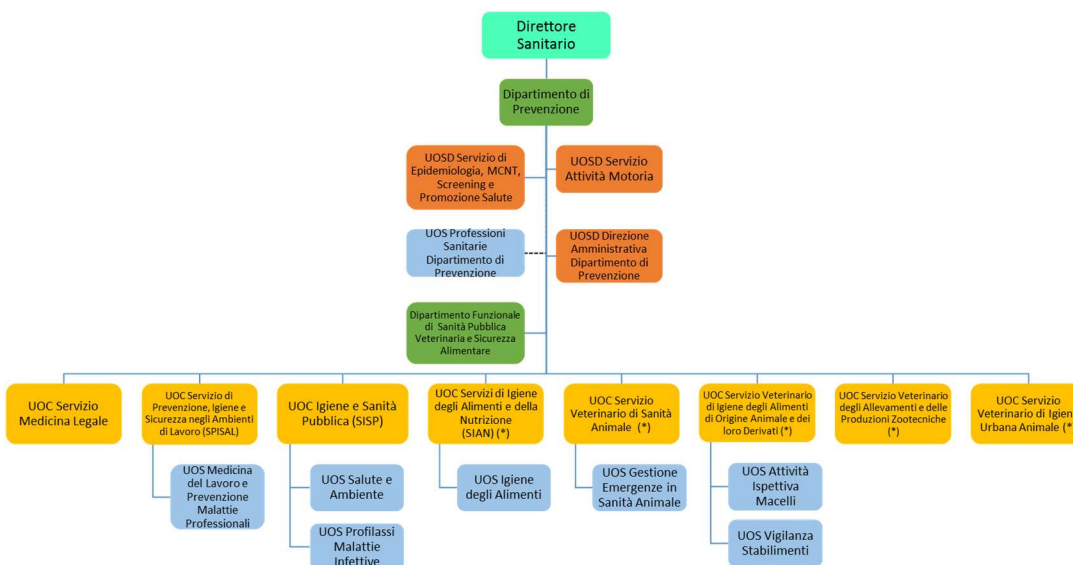 Direttore
Sanitario
Dipartimento di
Prevenzione
UOSD Servizio di
Epidemiologia, MCNT,
Screening e
Promozione Salute
UOSD Servizio
Attività Motoria
UOS Professioni
Sanitarie
Dipartimento di
Prevenzione
UOSD Direzione
Amministrativa
Dipartimento di
Prevenzione
Dipartimento Funzionale
di Sanità Pubblica
Veterinaria e Sicurezza
Alimentare
UOC Servizio
Medicina Legale
UOC Servizio di
Prevenzione, Igiene e
Sicurezza negli Ambienti
di Lavoro (SPISAL)
UOC Igiene e Sanità
Pubblica (SISP)
UOC Servizi di Igiene
degli Alimenti e della
Nutrizione
(SIAN) (*)
UOC Servizio
Veterinario di Sanità
Animale (*)
UOC Servizio Veterinario
di Igiene degli Alimenti
di Origine Animale e dei
loro Derivati (*)
UOC Servizio Veterinario
degli Allevamenti e delle
Produzioni Zootecniche
(*)
UOC Servizio
Veterinario di Igien
Urbana Animale (*
UOS Medicina
del Lavoro e
Prevenzione
Malattie
Professionali
UOS Salute e
Ambiente
UOS Profilassi
Malattie
Infettive
UOS Igiene
degli Alimenti
UOS Gestione
Emergenze in
Sanità Animale
UOS Attività
Ispettiva
Macelli
UOS Vigilanza
Stabilimenti